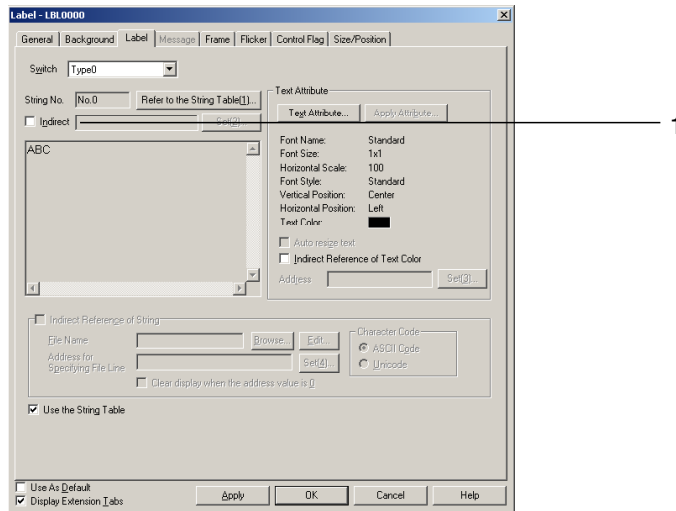 Label - LBL0000
General Background Label Message Frame Flicker Control Flag Size/Position
Switch Type0
Text Attribute
String No. No.0 Refer to the String Table(1)... Text Attribute... Apply Attribute...
Indirect Set(2)... 1
ABC
Font Name: Standard
Font Size: 1x1
Horizontal Scale: 100
Font Style: Standard
Vertical Position: Center
Horizontal Position: Left
Text Color:
Auto resize text
Indirect Reference of Text Color
Address Set(3)...
Indirect Reference of String
File Name Browse... Edit... Character Code
ASCII Code
Address for
Specifying File Line Set(4)... Unicode
Clear display when the address value is 0
Use the String Table
Use As Default
Display Extension Tabs Apply OK Cancel Help